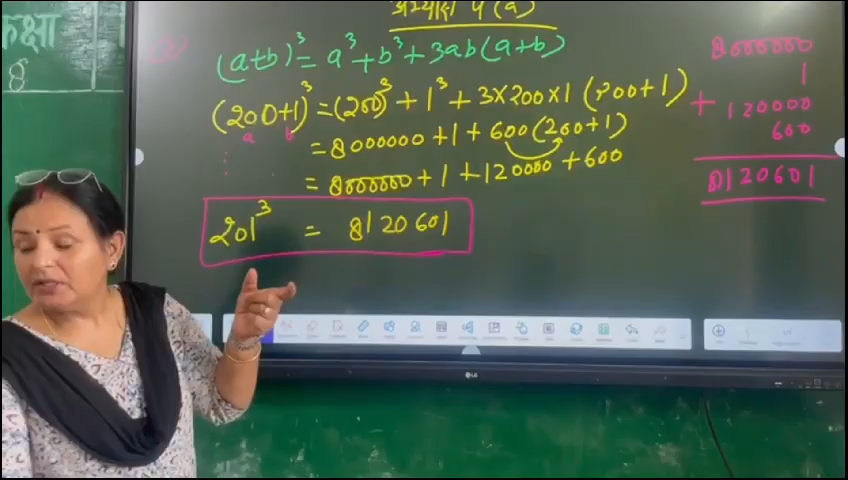 कक्षा
8
अभ्यास 4 (a)
(a+b)³ = a³ + b³ + 3ab(a+b)
(200+1)³ = (200)³ + 1³ + 3×200×1 (200+1)
a b
= 8000000 + 1 + 600 (200+1)
= 8000000 + 1 + 120000 + 600
201³ = 8120601
8000000
1
+ 120000
600
8120601
LG